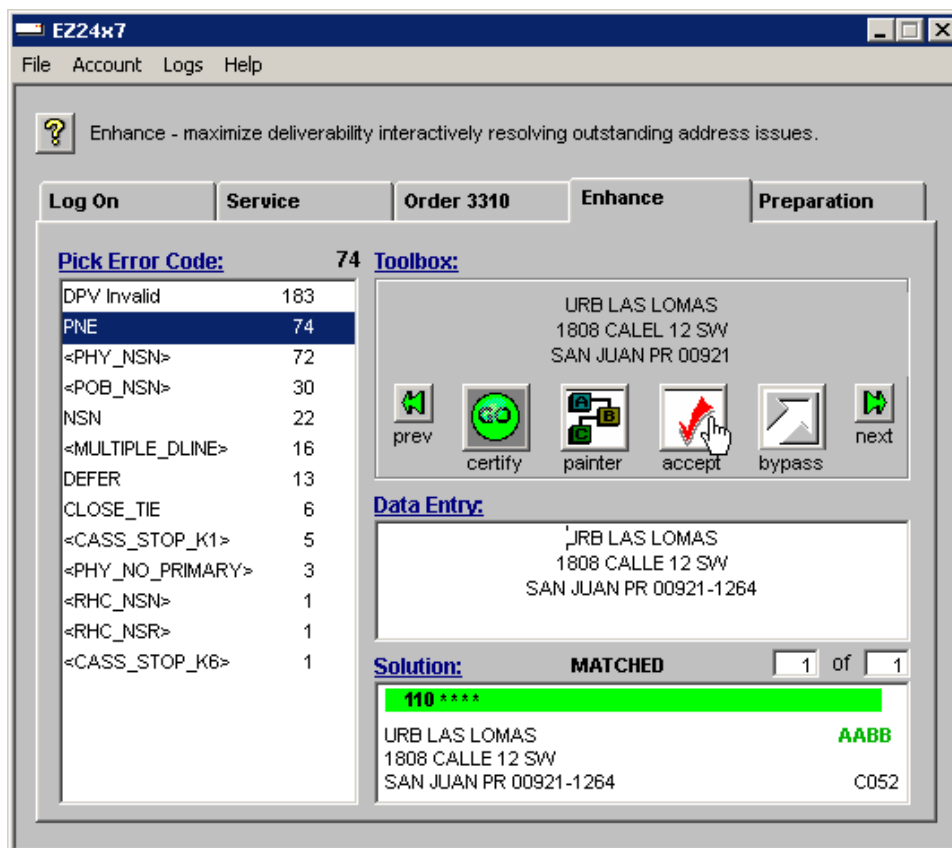 EZ24x7
File Account Logs Help
Enhance - maximize deliverability interactively resolving outstanding address issues.
Log On Service Order 3310 Enhance Preparation
Pick Error Code: 74
DPV Invalid 183
PNE 74
<PHY_NSN> 72
<POB_NSN> 30
NSN 22
<MULTIPLE_DLINE> 16
DEFER 13
CLOSE_TIE 6
<CASS_STOP_K1> 5
<PHY_NO_PRIMARY> 3
<RHC_NSN> 1
<RHC_NSR> 1
<CASS_STOP_K6> 1
Toolbox:
URB LAS LOMAS
1808 CALEL 12 SW
SAN JUAN PR 00921
GO A B C
prev certify painter accept bypass next
Data Entry:
URB LAS LOMAS
1808 CALLE 12 SW
SAN JUAN PR 00921-1264
Solution: MATCHED 1 of 1
110 ****
URB LAS LOMAS AABB
1808 CALLE 12 SW
SAN JUAN PR 00921-1264 C052